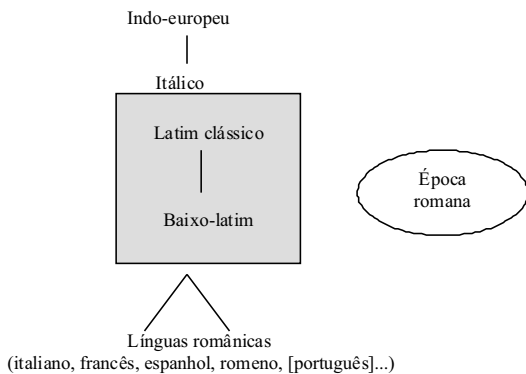 Indo-europeu
Itálico
Latim clássico
Baixo-latim
Época
romana
Línguas românicas
(italiano, francês, espanhol, romeno, [português]...)